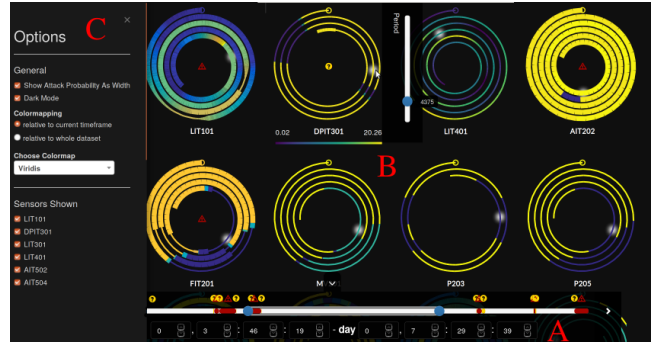 C
×
Options
General
Show Attack Probability As Width
Dark Mode
Colormapping
relative to current timeframe
relative to whole dataset
Choose Colormap
Viridis
Sensors Shown
LIT101
DPIT301
LIT301
LIT401
AIT502
AIT504
Period
4375
LIT101
0.02 DPIT301 20.26
LIT401
AIT202
B
FIT201
M
P203
P205
0 , 3 : 46 : 19 - day 0 , 7 : 29 : 39
A